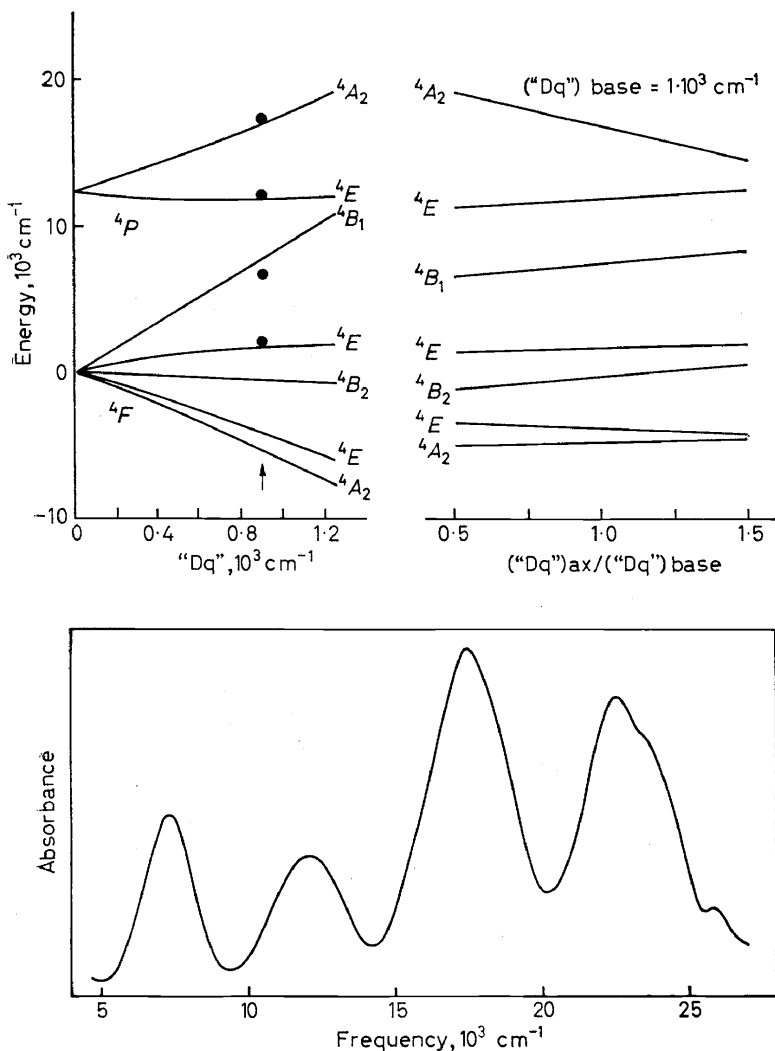 Energy, 10³ cm⁻¹
20
10
0
-10
⁴A₂
⁴E
⁴B₁
⁴P
⁴E
⁴B₂
⁴F
⁴E
⁴A₂
0
0.4
0.8
1.2
"Dq", 10³ cm⁻¹
("Dq") base = 1·10³ cm⁻¹
⁴A₂
⁴E
⁴B₁
⁴E
⁴B₂
⁴E
⁴A₂
0.5
1.0
1.5
("Dq")ax/("Dq")base
Absorbance
5
10
15
20
25
Frequency, 10³ cm⁻¹